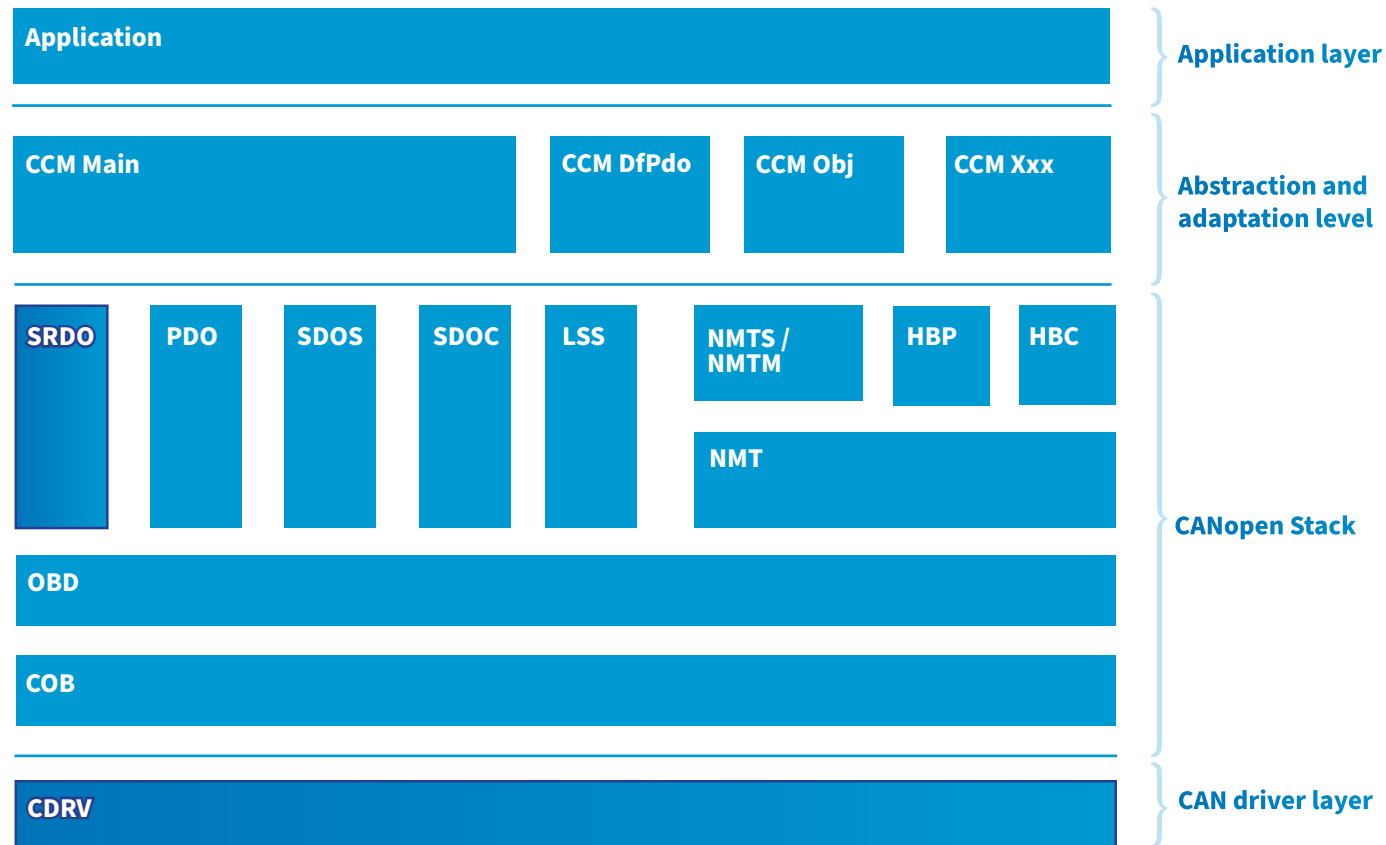 Application
Application layer
CCM Main
CCM DfPdo
CCM Obj
CCM Xxx
Abstraction and
adaptation level
SRDO
PDO
SDOS
SDOC
LSS
NMTS /
NMTM
HBP
HBC
NMT
CANopen Stack
OBD
COB
CDRV
CAN driver layer